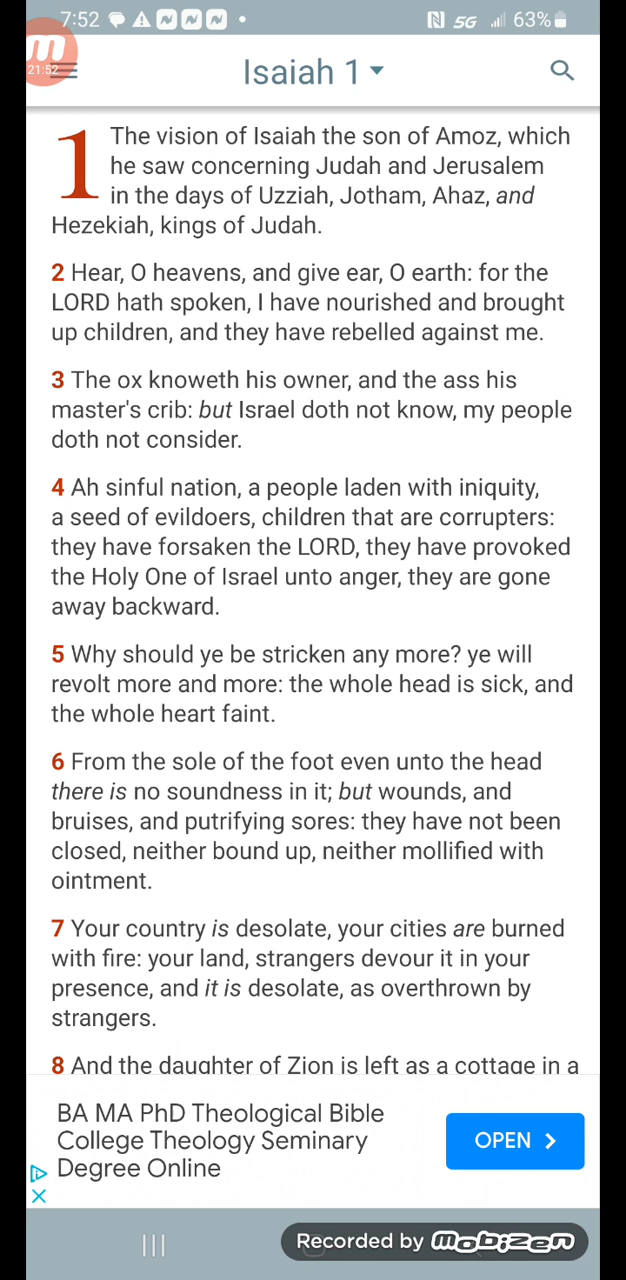 7:52
5G 63%
m
21:52
Isaiah 1
1 The vision of Isaiah the son of Amoz, which
he saw concerning Judah and Jerusalem
in the days of Uzziah, Jotham, Ahaz, and
Hezekiah, kings of Judah.
2 Hear, O heavens, and give ear, O earth: for the
LORD hath spoken, I have nourished and brought
up children, and they have rebelled against me.
3 The ox knoweth his owner, and the ass his
master's crib: but Israel doth not know, my people
doth not consider.
4 Ah sinful nation, a people laden with iniquity,
a seed of evildoers, children that are corrupters:
they have forsaken the LORD, they have provoked
the Holy One of Israel unto anger, they are gone
away backward.
5 Why should ye be stricken any more? ye will
revolt more and more: the whole head is sick, and
the whole heart faint.
6 From the sole of the foot even unto the head
there is no soundness in it; but wounds, and
bruises, and putrifying sores: they have not been
closed, neither bound up, neither mollified with
ointment.
7 Your country is desolate, your cities are burned
with fire: your land, strangers devour it in your
presence, and it is desolate, as overthrown by
strangers.
8 And the daughter of Zion is left as a cottage in a
BA MA PhD Theological Bible
College Theology Seminary
Degree Online
OPEN
Recorded by mobizen